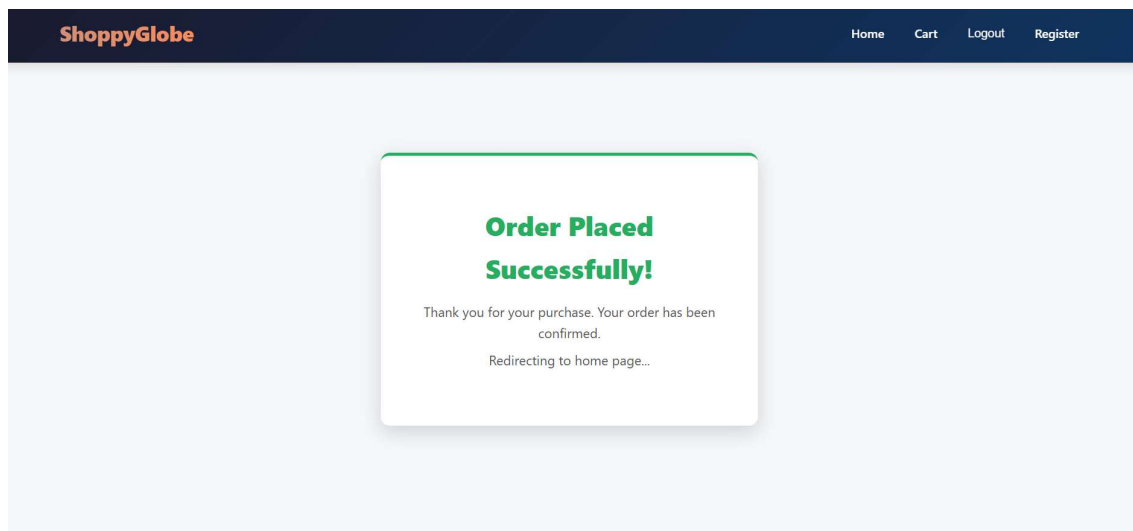 ShoppyGlobe
Home Cart Logout Register
Order Placed
Successfully!
Thank you for your purchase. Your order has been
confirmed.
Redirecting to home page...